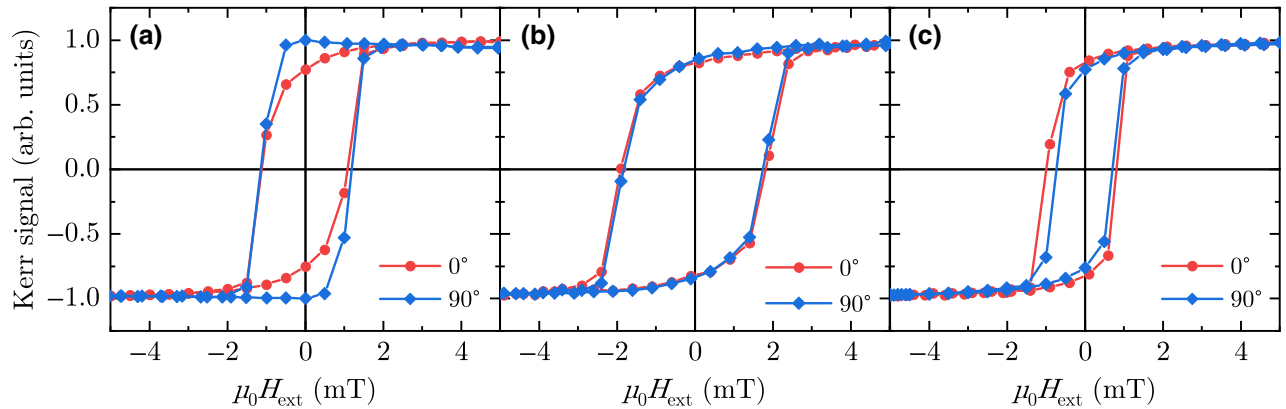 (a) (b) (c)
Kerr signal (arb. units)
1.0
0.5
0.0
−0.5
−1.0
0° 0° 0°
90° 90° 90°
−4 −2 0 2 4 −4 −2 0 2 4 −4 −2 0 2 4
μ₀Hₑₓₜ (mT) μ₀Hₑₓₜ (mT) μ₀Hₑₓₜ (mT)